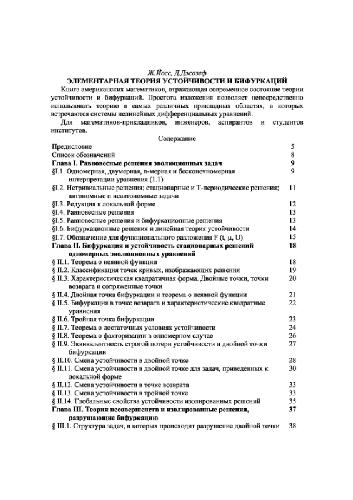 Ж.Йосс, Д.Джозеф
ЭЛЕМЕНТАРНАЯ ТЕОРИЯ УСТОЙЧИВОСТИ И БИФУРКАЦИЙ
Книга американских математиков, отражающая современное состояние теории
устойчивости и бифуркаций. Простота изложения позволяет непосредственно
использовать теорию в самых различных прикладных областях, в которых
встречаются системы нелинейных дифференциальных уравнений.
Для математиков-прикладников, инженеров, аспирантов и студентов
институтов.
Содержание
Предисловие 5
Список обозначений 8
Глава I. Равновесные решения эволюционных задач 9
§I.1. Одномерная, двумерная, n-мерная и бесконечномерная 9
интерпретации уравнения (I.1)
§I.2. Нетривиальные решения; стационарные и T-периодические решения; 11
автономные и неавтономные задачи
§I.3. Редукция к локальной форме 12
§I.4. Равновесные решения 13
§I.5. Равновесные решения и бифуркационные решения 13
§I.6. Бифуркационные решения и линейная теория устойчивости 14
§I.7. Обозначение для функционального разложения F (t, μ, U) 15
Глава II. Бифуркация и устойчивость стационарных решений 18
одномерных эволюционных уравнений
§ II.1. Теорема о неявной функции 18
§ II.2. Классификация точек кривых, изображающих решения 19
§ II.3. Характеристическая квадратичная форма. Двойные точки, точки 20
возврата и сопряженные точки
§ II.4. Двойная точка бифуркации и теорема о неявной функции 21
§ II.5. Бифуркация в точке возврата и характеристические квадратные 22
уравнения
§ II.6. Тройная точка бифуркации 23
§ II.7. Теорема о достаточных условиях устойчивости 24
§ II.8. Теорема о факторизации в одномерном случае 26
§ II.9. Эквивалентность строгой потери устойчивости и двойной точки 27
бифуркации
§ II.10. Смена устойчивости в двойной точке 28
§ II.11. Смена устойчивости в двойной точке для задач, приведенных к 30
локальной форме
§ II.12. Смена устойчивости в точке возврата 33
§ II.13. Смена устойчивости в тройной точке 33
§ II.14. Глобальные свойства устойчивости изолированных решений 35
Глава III. Теория несовершенств и изолированные решения, 37
разрушающие бифуркацию
§ III.1. Структура задач, в которых происходит разрушение двойной точки 38